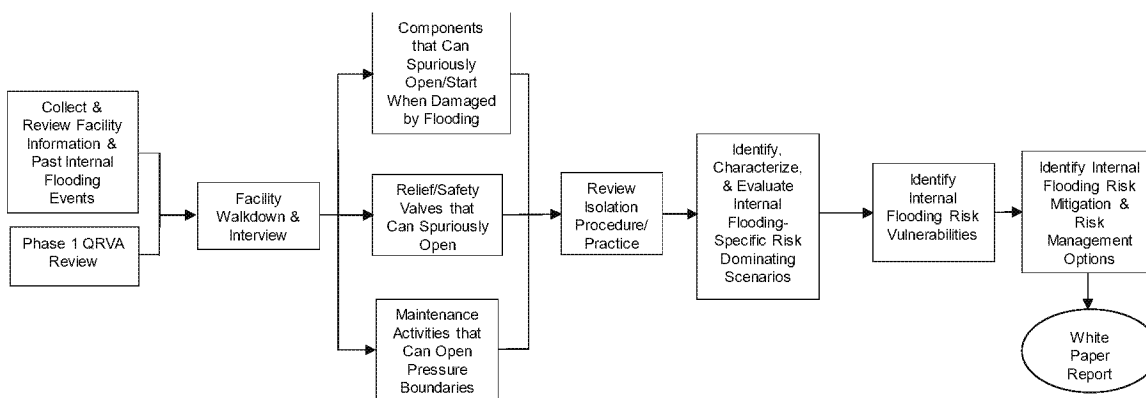 Collect &
Review Facility
Information &
Past Internal
Flooding
Events
Phase 1 QRVA
Review
Facility
Walkdown &
Interview
Components
that Can
Spuriously
Open/Start
When Damaged
by Flooding
Relief/Safety
Valves that
Can Spuriously
Open
Maintenance
Activities that
Can Open
Pressure
Boundaries
Review
Isolation
Procedure/
Practice
Identify,
Characterize,
& Evaluate
Internal
Flooding-
Specific Risk
Dominating
Scenarios
Identify
Internal
Flooding Risk
Vulnerabilities
Identify Internal
Flooding Risk
Mitigation &
Risk
Management
Options
White
Paper
Report